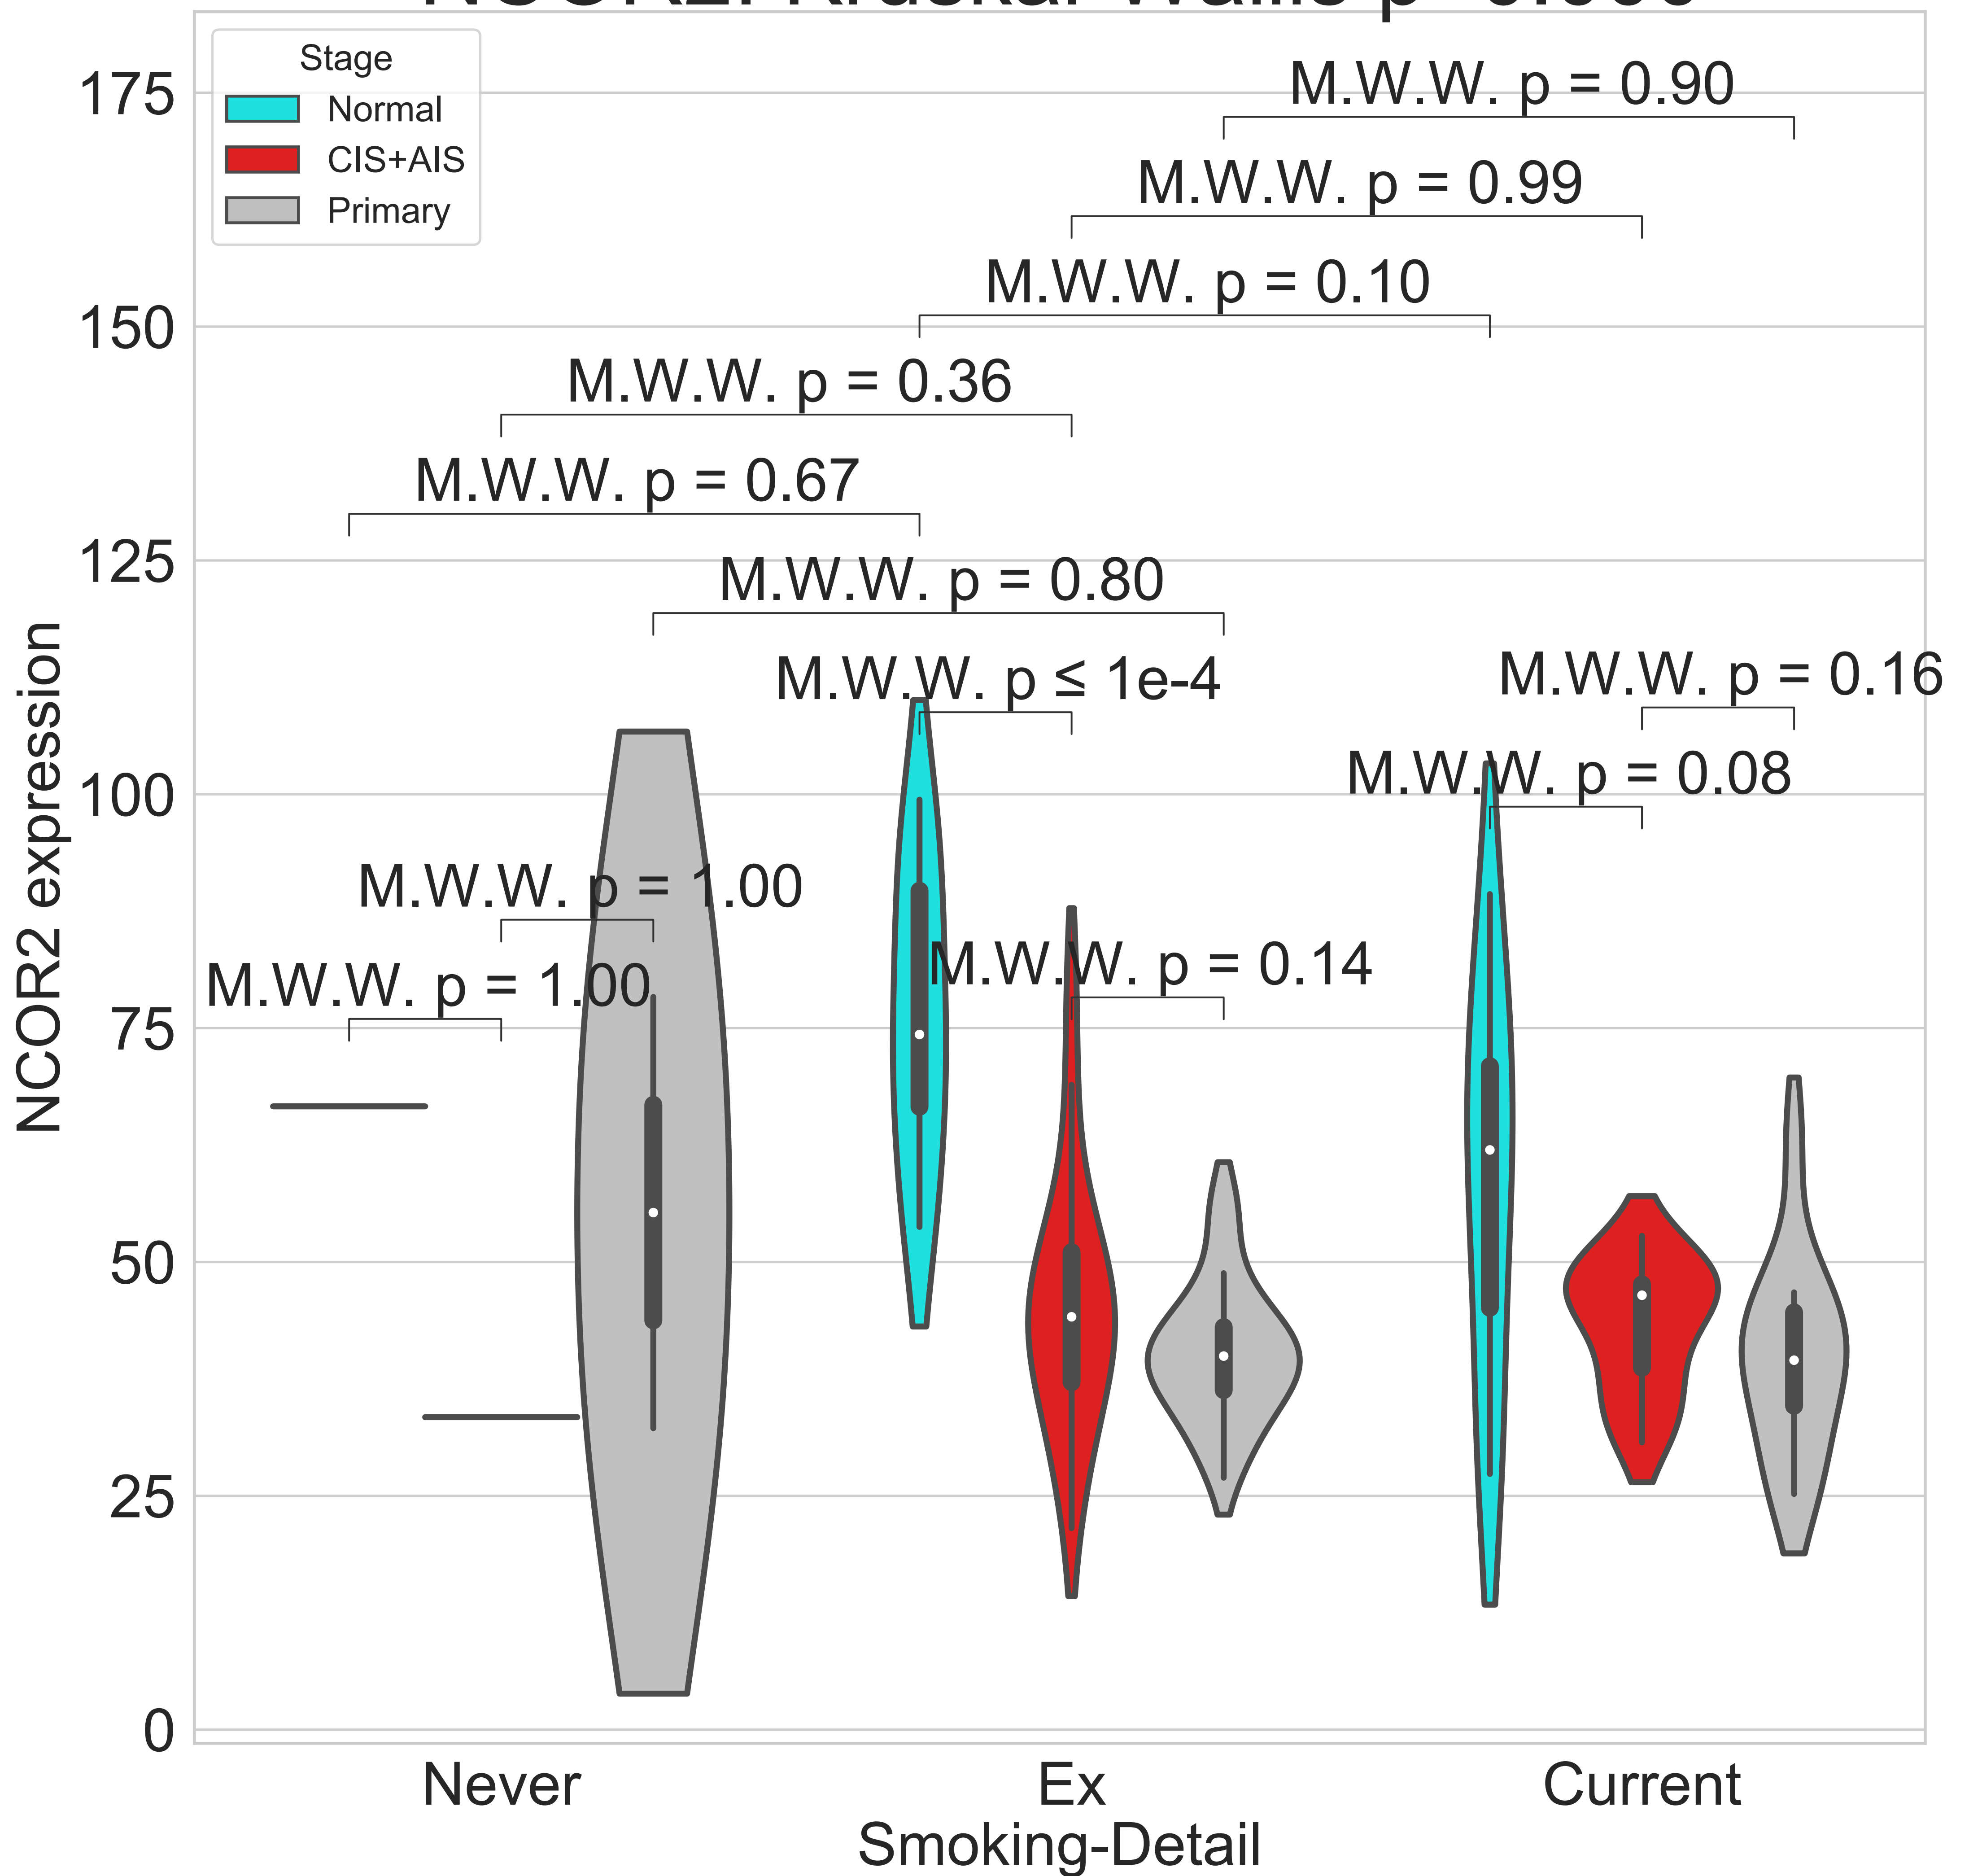 Stage
Normal
CIS+AIS
Primary
175
150
125
100
75
50
25
0
NCOR2 expression
M.W.W. p = 0.90
M.W.W. p = 0.99
M.W.W. p = 0.10
M.W.W. p = 0.36
M.W.W. p = 0.67
M.W.W. p = 0.80
M.W.W. p ≤ 1e-4
M.W.W. p = 0.16
M.W.W. p = 0.08
M.W.W. p = 1.00
M.W.W. p = 0.14
M.W.W. p = 1.00
Never
Ex
Current
Smoking-Detail